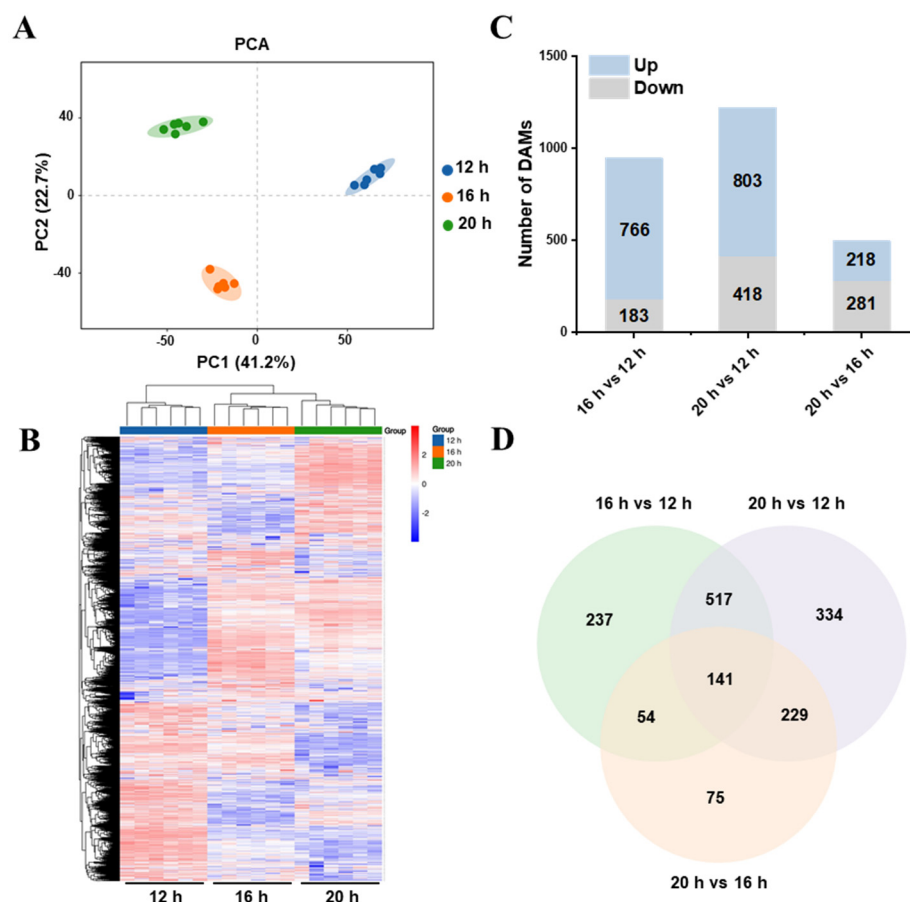 A
PCA
PC2 (22.7%)
40
0
-40
-50
0
50
PC1 (41.2%)
12 h
16 h
20 h
C
Number of DAMs
1500
1000
500
0
Up
Down
766
183
803
418
218
281
16 h vs 12 h
20 h vs 12 h
20 h vs 16 h
B
Group
Group
12 h
16 h
20 h
2
0
-2
12 h
16 h
20 h
D
16 h vs 12 h
20 h vs 12 h
237
517
334
141
54
229
75
20 h vs 16 h